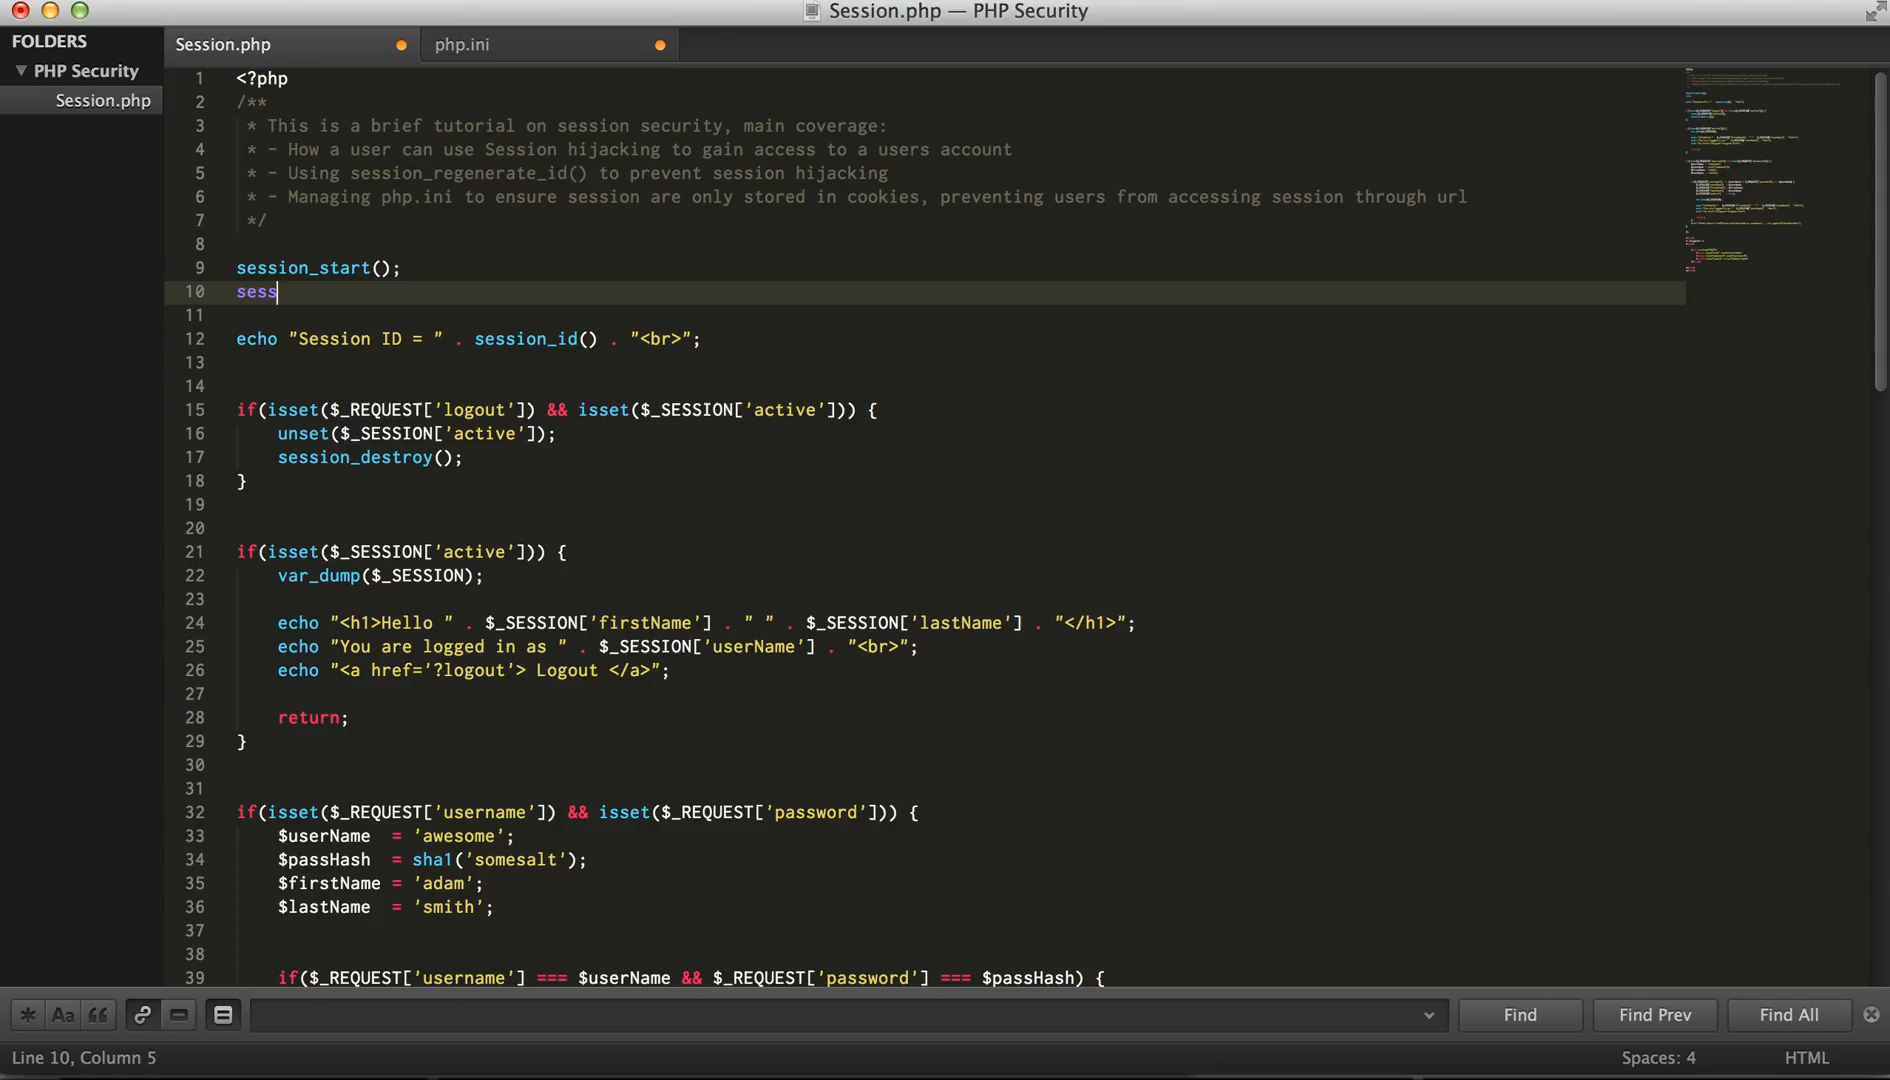 Session.php — PHP Security
FOLDERS
PHP Security
Session.php
Session.php
php.ini
1 <?php
2 /**
3 * This is a brief tutorial on session security, main coverage:
4 * - How a user can use Session hijacking to gain access to a users account
5 * - Using session_regenerate_id() to prevent session hijacking
6 * - Managing php.ini to ensure session are only stored in cookies, preventing users from accessing session through url
7 */
8
9 session_start();
10 sess
11
12 echo "Session ID = " . session_id() . "<br>";
13
14
15 if(isset($_REQUEST['logout']) && isset($_SESSION['active'])) {
16 unset($_SESSION['active']);
17 session_destroy();
18 }
19
20
21 if(isset($_SESSION['active'])) {
22 var_dump($_SESSION);
23
24 echo "<h1>Hello " . $_SESSION['firstName'] . " " . $_SESSION['lastName'] . "</h1>";
25 echo "You are logged in as " . $_SESSION['userName'] . "<br>";
26 echo "<a href='?logout'> Logout </a>";
27
28 return;
29 }
30
31
32 if(isset($_REQUEST['username']) && isset($_REQUEST['password'])) {
33 $userName = 'awesome';
34 $passHash = sha1('somesalt');
35 $firstName = 'adam';
36 $lastName = 'smith';
37
38
39 if($_REQUEST['username'] === $userName && $_REQUEST['password'] === $passHash) {
Aa
Find
Find Prev
Find All
Line 10, Column 5
Spaces: 4
HTML